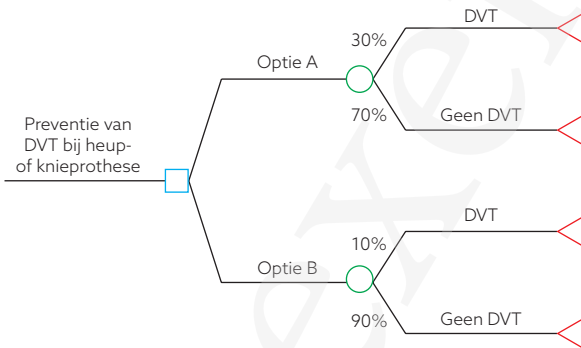 DVT
30%
Optie A
70%
Geen DVT
Preventie van
DVT bij heup-
of knieprothese
DVT
10%
Optie B
90%
Geen DVT